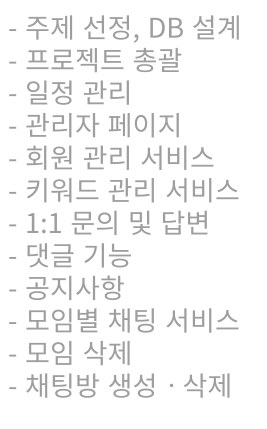 - 주제 선정, DB 설계
- 프로젝트 총괄
- 일정 관리
- 관리자 페이지
- 회원 관리 서비스
- 키워드 관리 서비스
- 1:1 문의 및 답변
- 댓글 기능
- 공지사항
- 모임별 채팅 서비스
- 모임 삭제
- 채팅방 생성 · 삭제